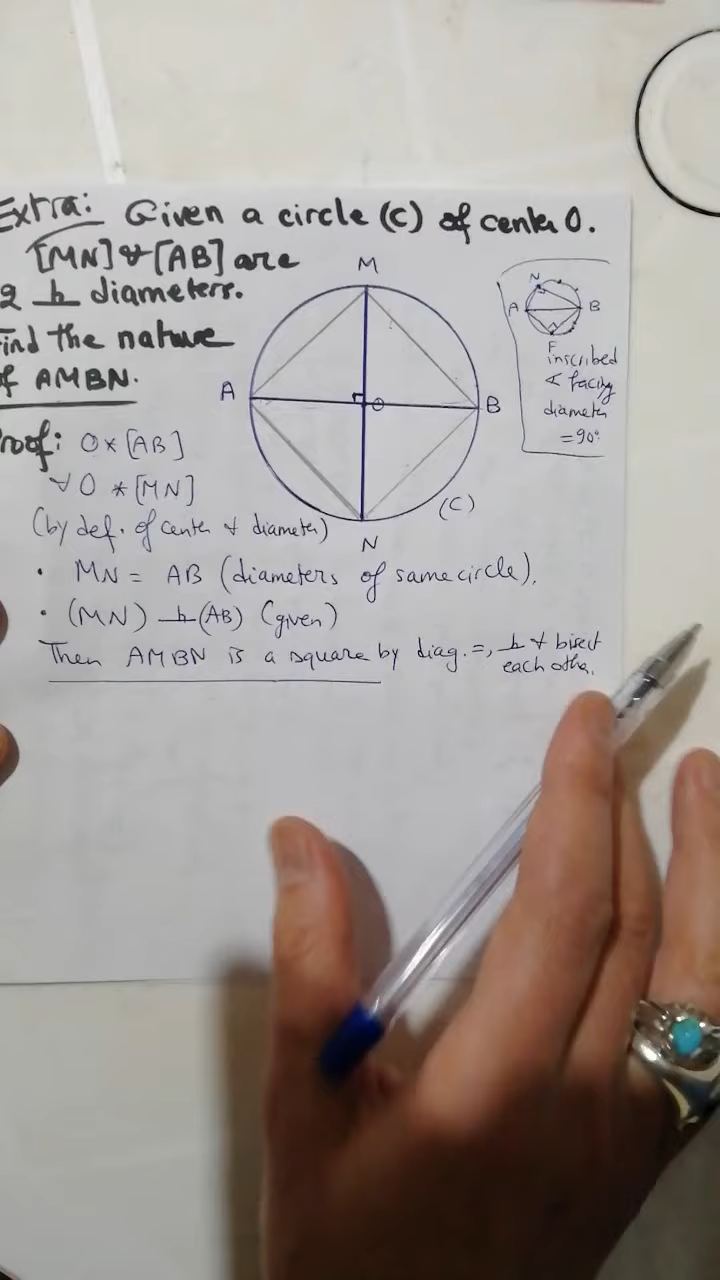 Extra: Given a circle (C) of center O.
[MN] & [AB] are
2 ⊥ diameters.
Find the nature
of AMBN.
Proof: O * [AB]
& O * [MN]
(by def. of center & diameter)
• MN = AB (diameters of same circle).
• (MN) ⊥ (AB) (given)
Then AMBN is a square by diag. =, ⊥ & bisect
each other.
M
A
O
B
N
(C)
N
A
B
F
inscribed
∢ facing
diameter
= 90°